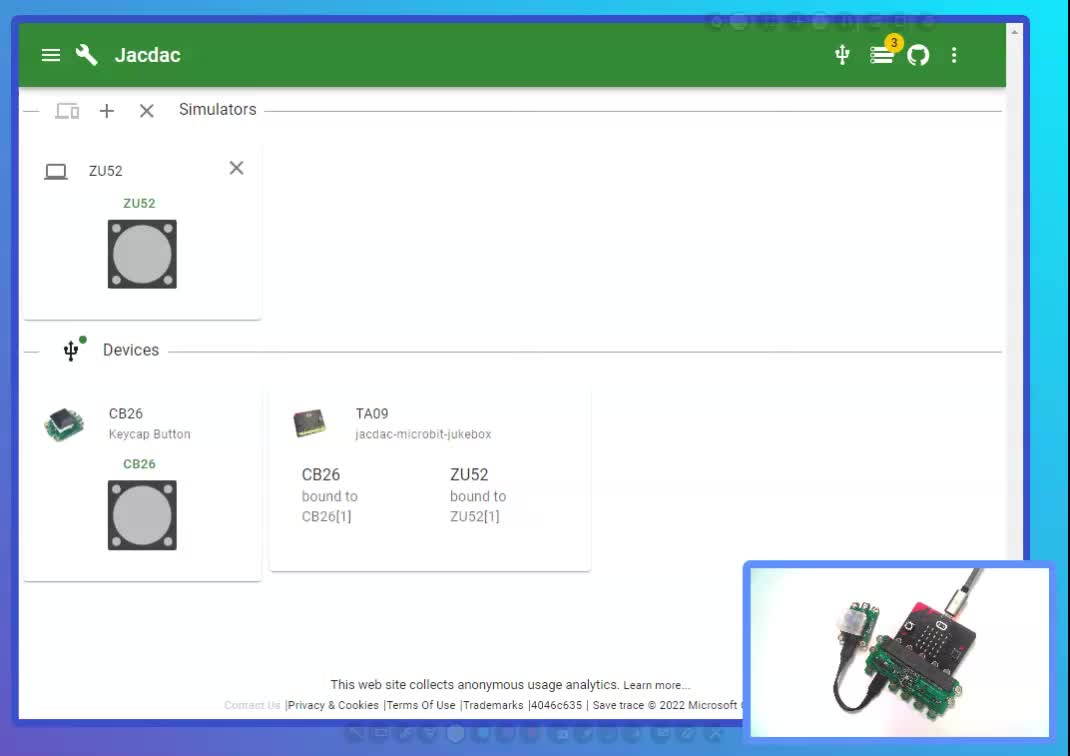 Jacdac
3
Simulators
ZU52
ZU52
Devices
CB26
Keycap Button
CB26
TA09
jacdac-microbit-jukebox
CB26
bound to
CB26[1]
ZU52
bound to
ZU52[1]
This web site collects anonymous usage analytics. Learn more...
Contact Us |Privacy & Cookies |Terms Of Use |Trademarks |4046c635 | Save trace © 2022 Microsoft